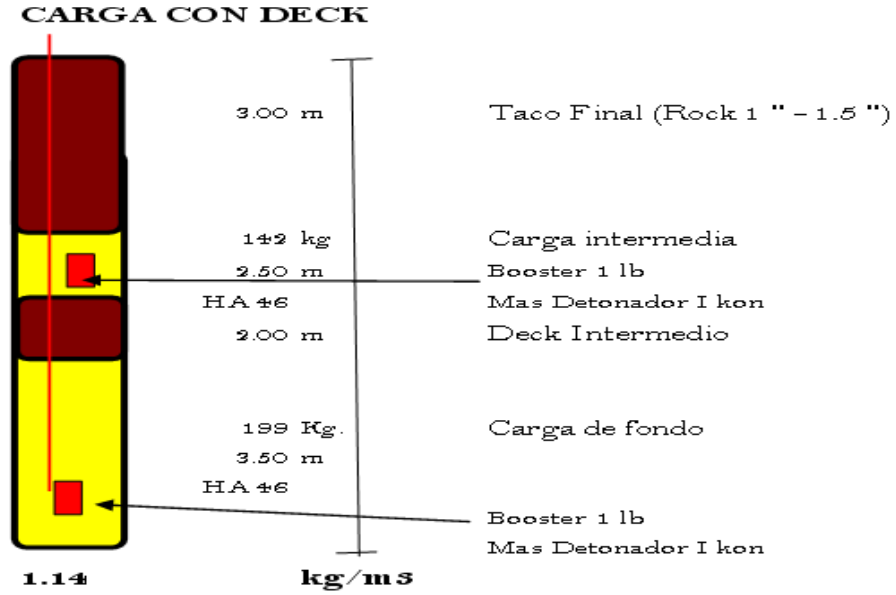 CARGA CON DECK
3.00 m Taco Final (Rock 1 " - 1.5 ")
142 kg Carga intermedia
2.50 m Booster 1 lb
HA 46 Mas Detonador I kon
2.00 m Deck Intermedio
199 Kg. Carga de fondo
3.50 m
HA 46
Booster 1 lb
Mas Detonador I kon
1.14 kg/m3